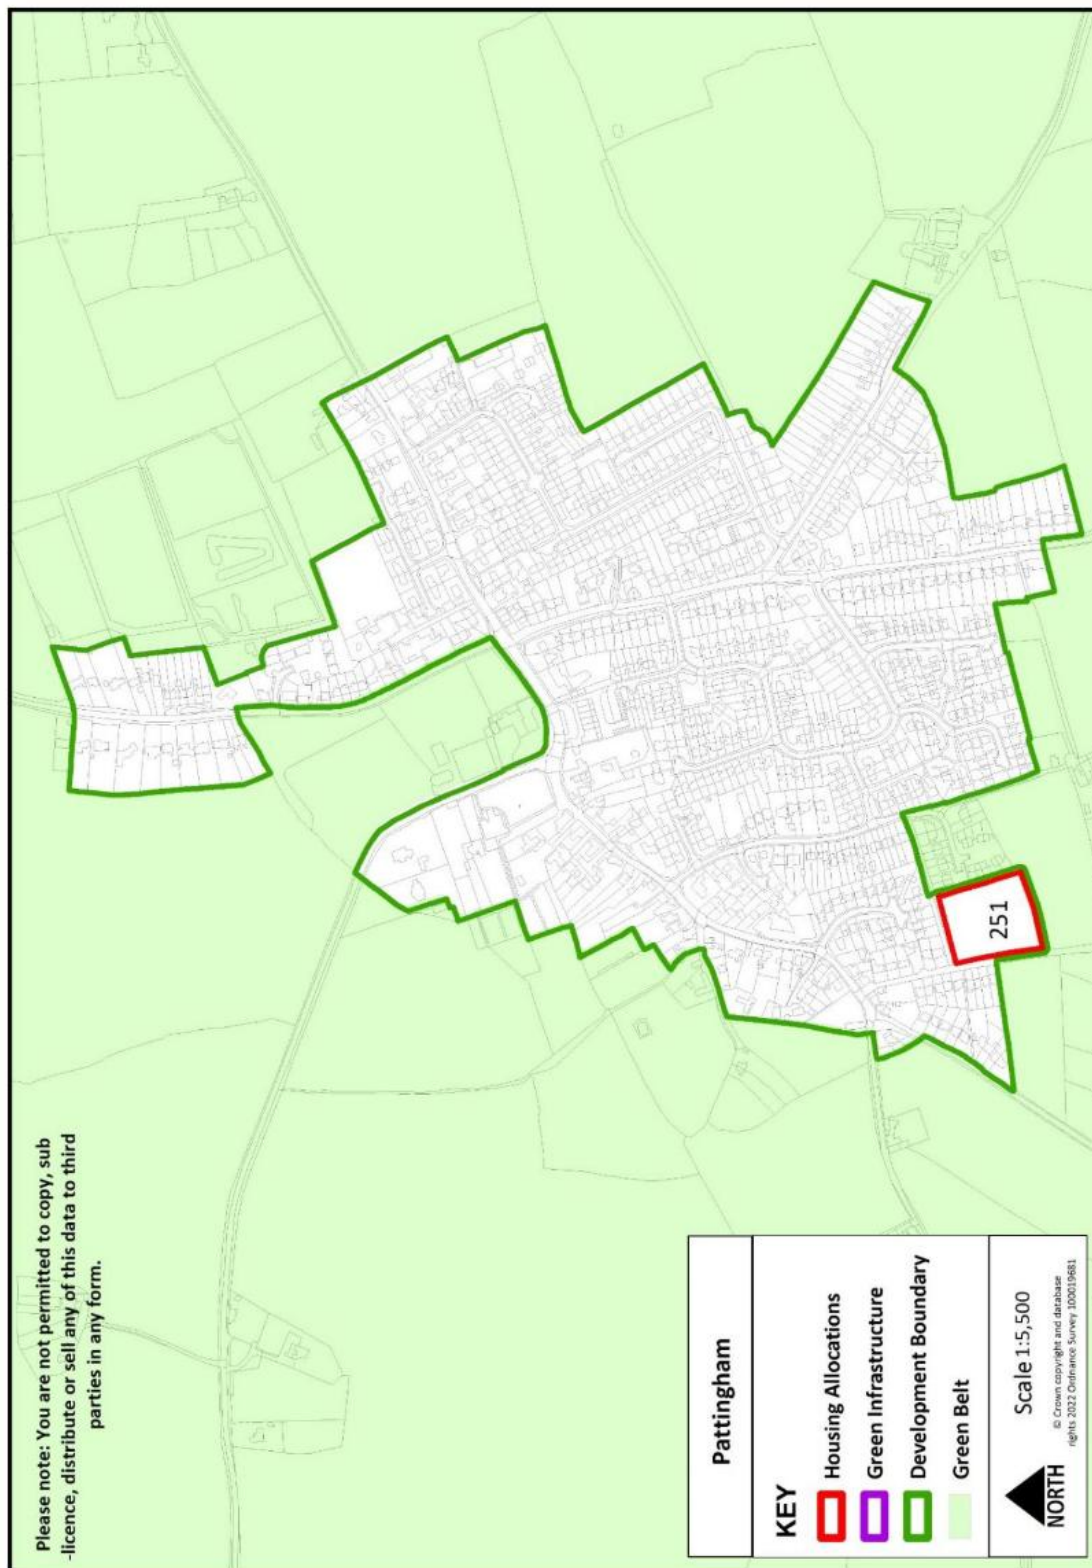 Please note: You are not permitted to copy, sub
-licence, distribute or sell any of this data to third
parties in any form.
251
Pattingham
KEY
Housing Allocations
Green Infrastructure
Development Boundary
Green Belt
NORTH
Scale 1:5,500
© Crown copyright and database
rights 2022 Ordnance Survey 100019681